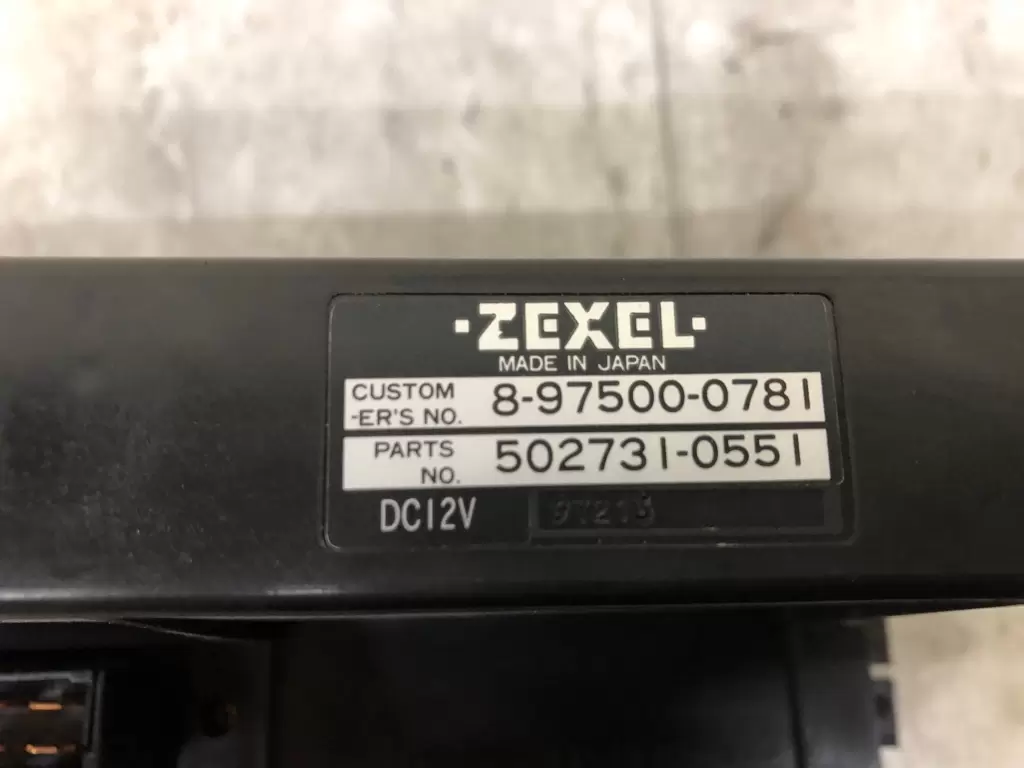 ·ZEXEL·
MADE IN JAPAN
CUSTOM
-ER'S NO. 8-97500-0781
PARTS
NO. 502731-0551
DC12V